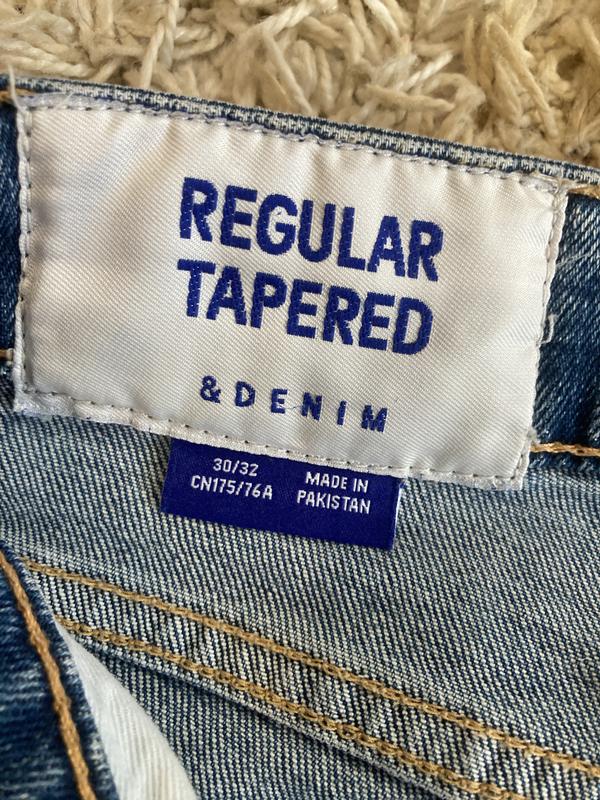 REGULAR
TAPERED
& DENIM
30/32
CN175/76A
MADE IN
PAKISTAN